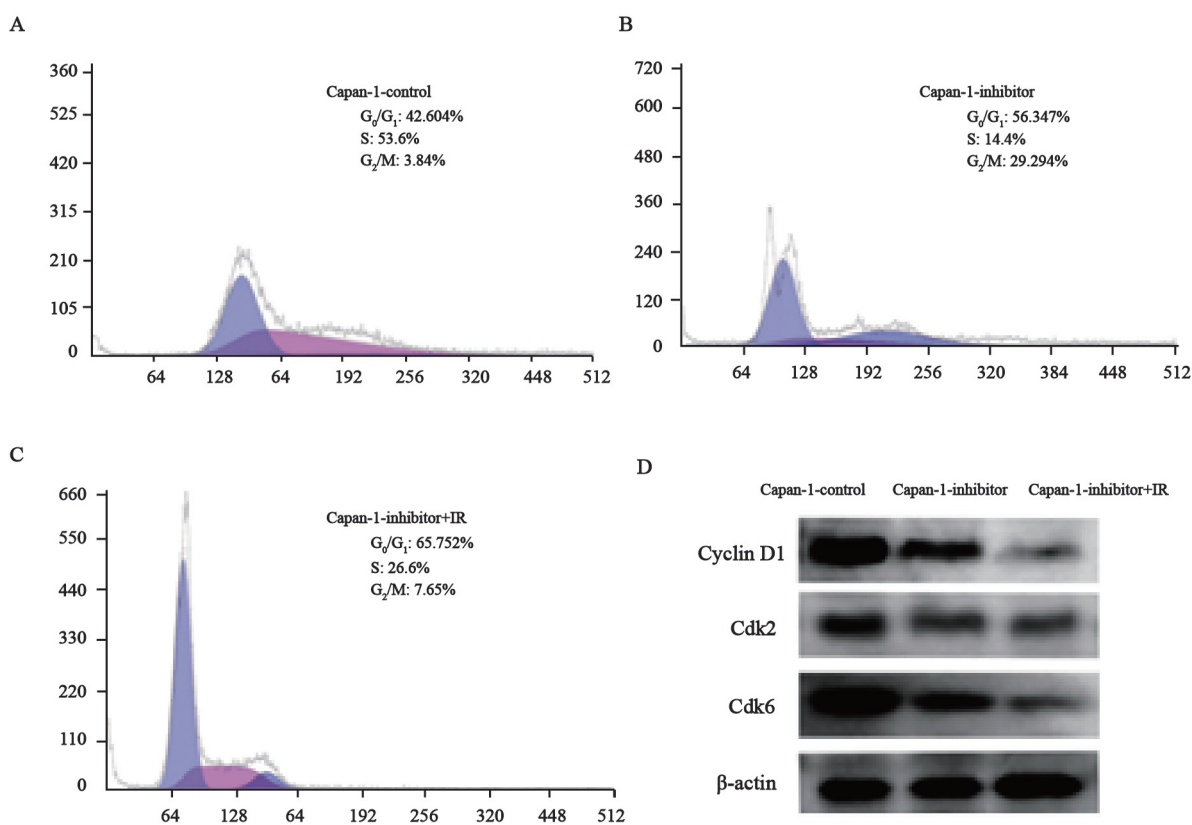 A
360
525
420
315
210
105
0
64 128 64 192 256 320 448 512
Capan-1-control
G0/G1: 42.604%
S: 53.6%
G2/M: 3.84%
B
720
600
480
360
240
120
0
64 128 192 256 320 384 448 512
Capan-1-inhibitor
G0/G1: 56.347%
S: 14.4%
G2/M: 29.294%
C
660
550
440
330
220
110
0
64 128 64 192 256 320 448 512
Capan-1-inhibitor+IR
G0/G1: 65.752%
S: 26.6%
G2/M: 7.65%
D
Capan-1-control Capan-1-inhibitor Capan-1-inhibitor+IR
Cyclin D1
Cdk2
Cdk6
β-actin